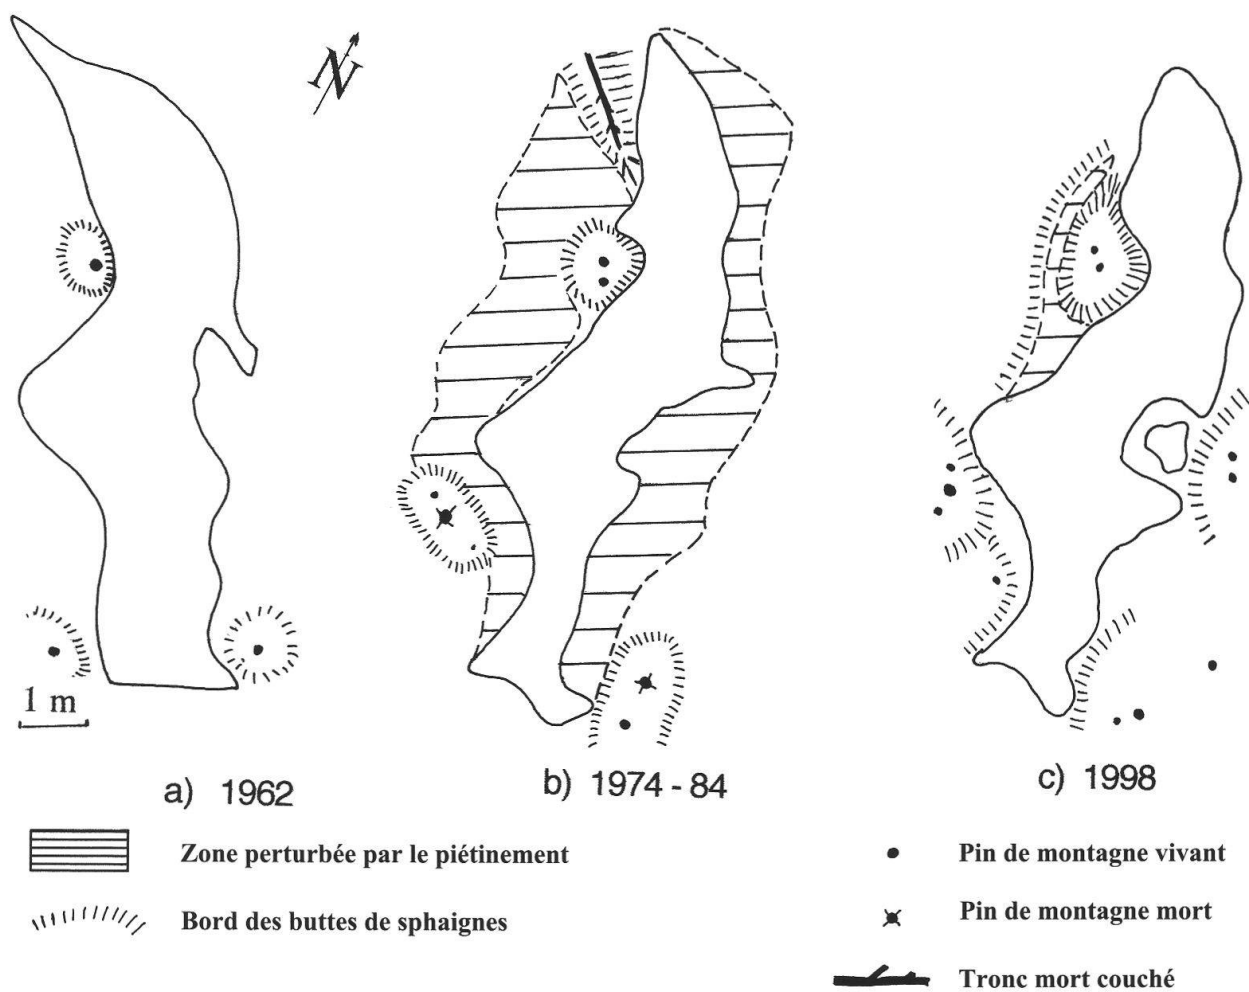 N
1 m
a) 1962
b) 1974 - 84
c) 1998
Zone perturbée par le piétinement
Bord des buttes de sphaignes
Pin de montagne vivant
Pin de montagne mort
Tronc mort couché